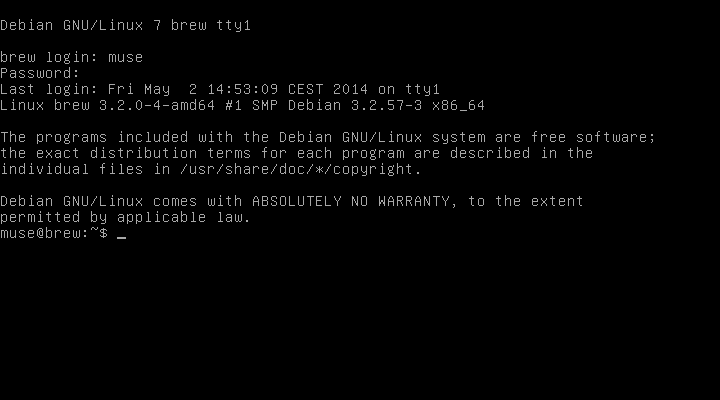 Debian GNU/Linux 7 brew tty1
brew login: muse
Password:
Last login: Fri May  2 14:53:09 CEST 2014 on tty1
Linux brew 3.2.0-4-amd64 #1 SMP Debian 3.2.57-3 x86_64
The programs included with the Debian GNU/Linux system are free software;
the exact distribution terms for each program are described in the
individual files in /usr/share/doc/*/copyright.
Debian GNU/Linux comes with ABSOLUTELY NO WARRANTY, to the extent
permitted by applicable law.
muse@brew:~$ _